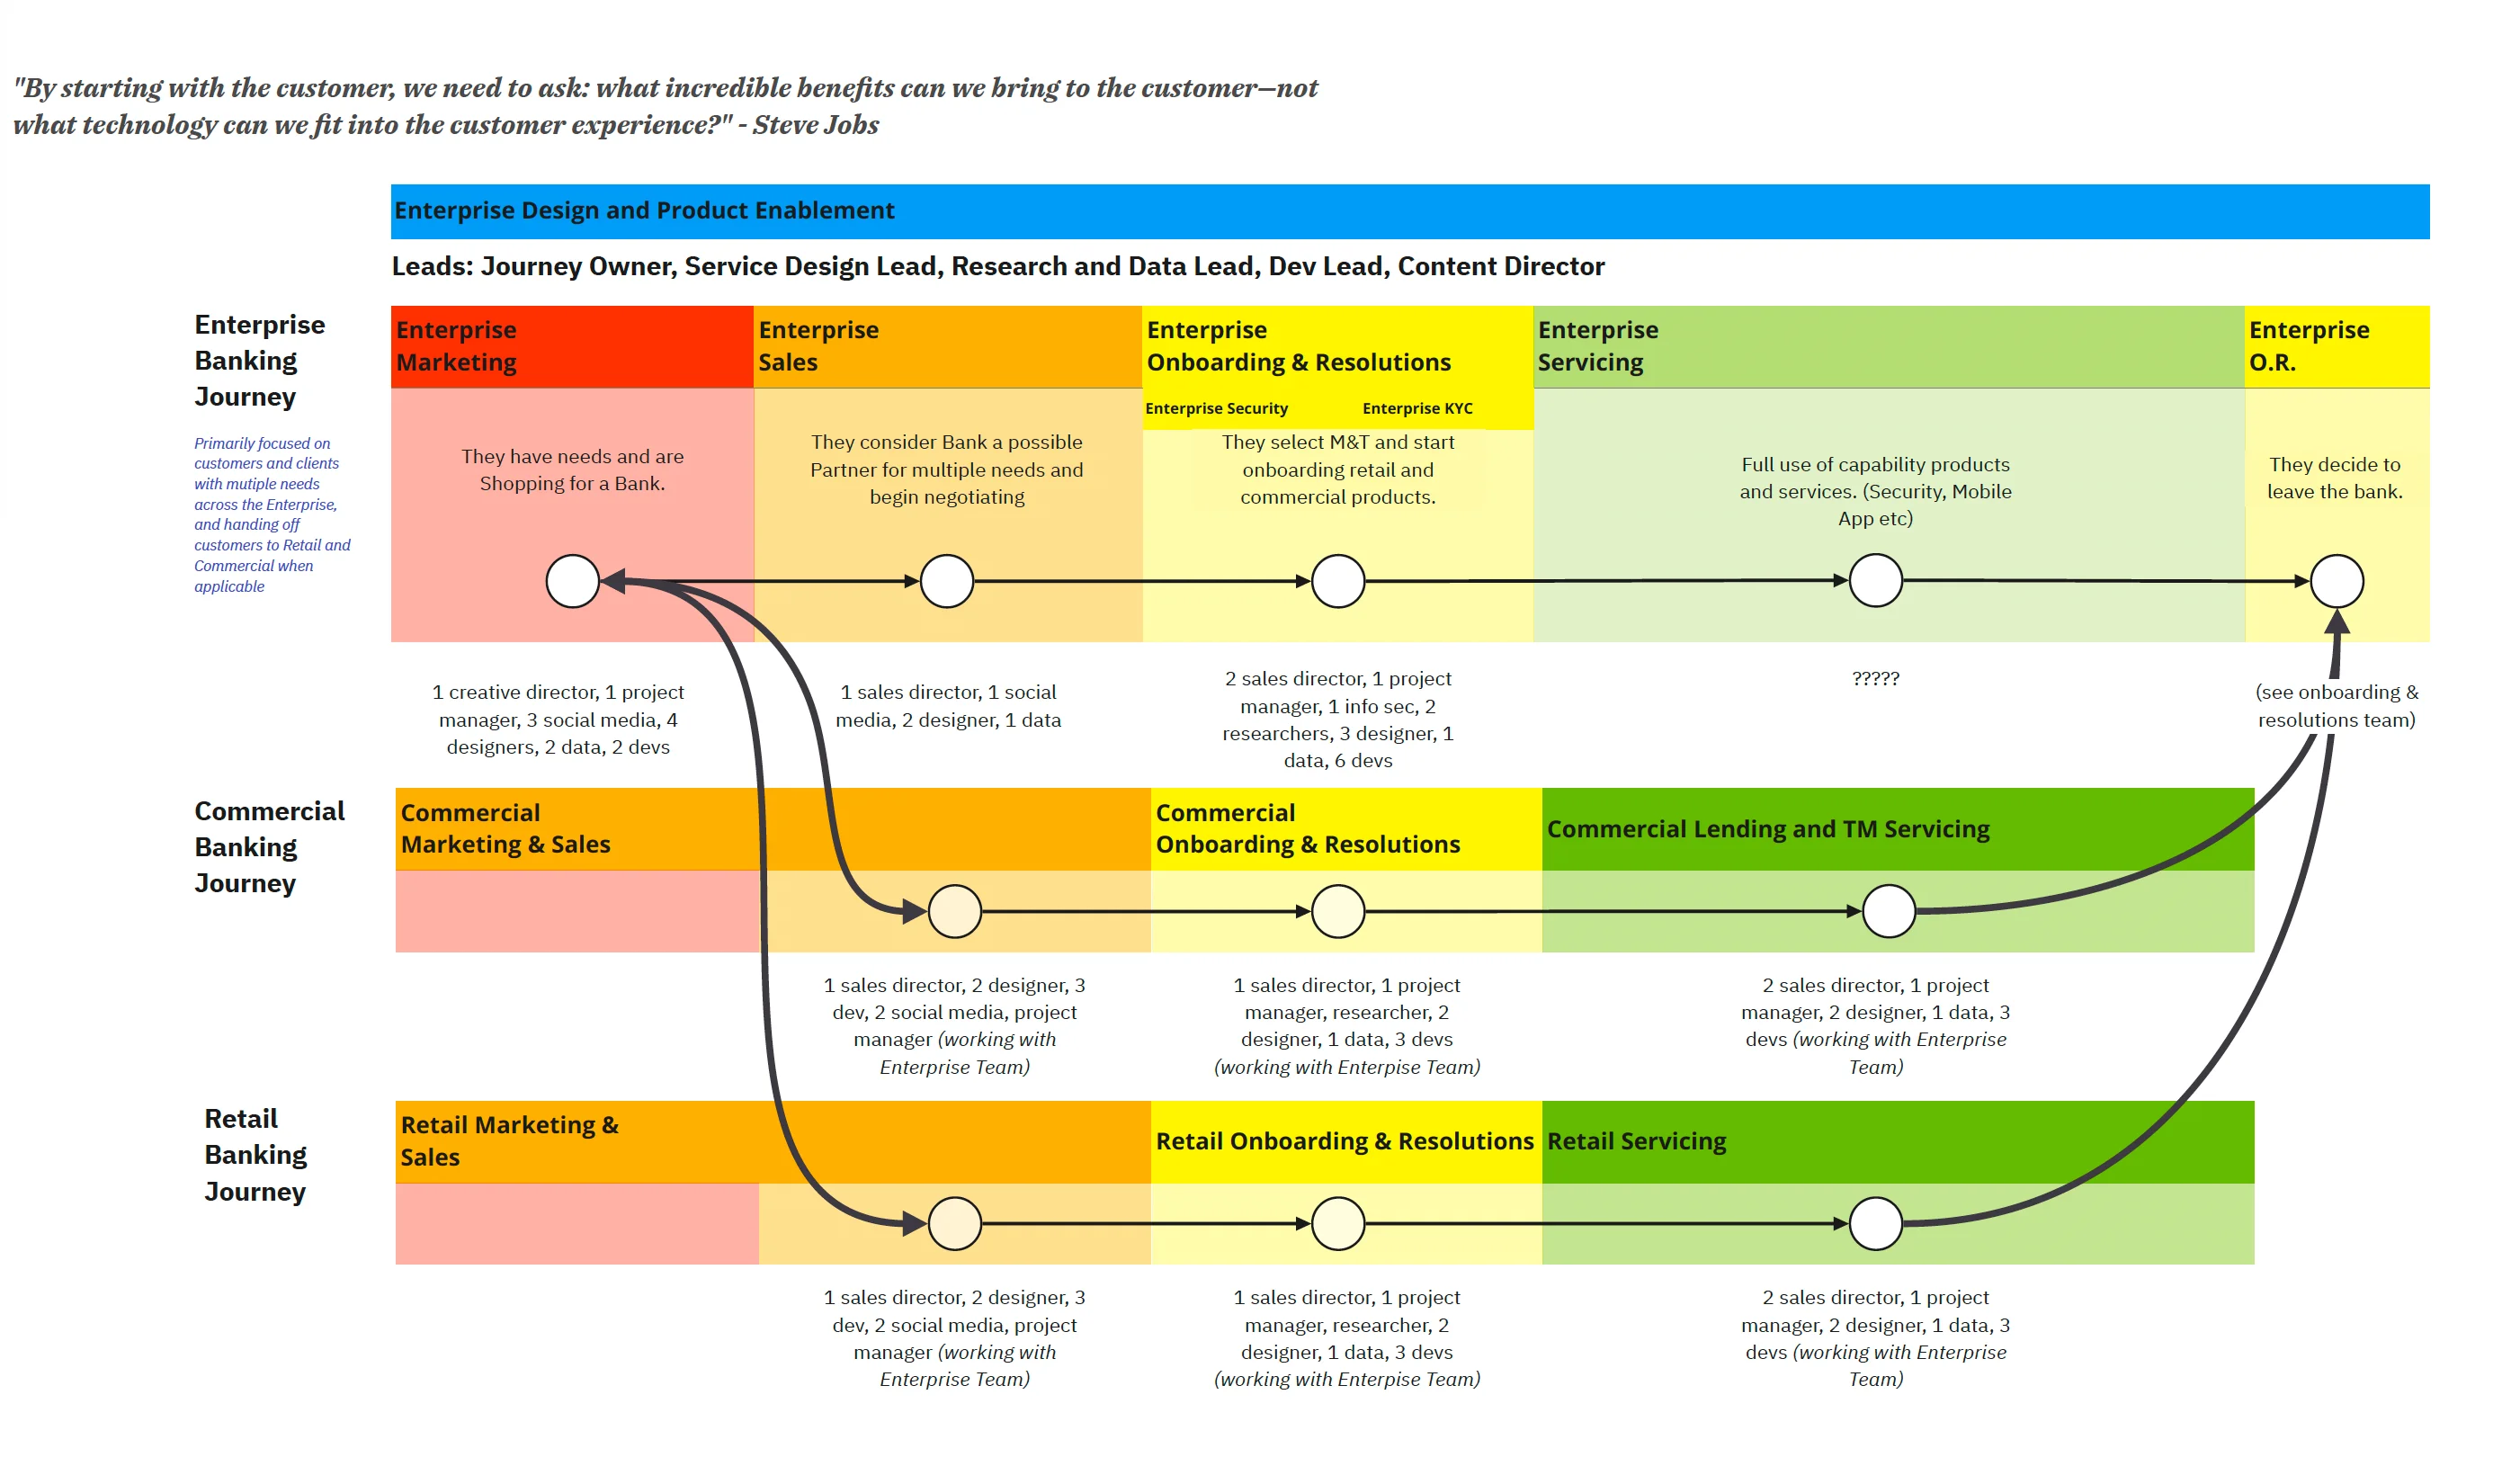 "By starting with the customer, we need to ask: what incredible benefits can we bring to the customer—not
what technology can we fit into the customer experience?" - Steve Jobs
Enterprise Design and Product Enablement
Leads: Journey Owner, Service Design Lead, Research and Data Lead, Dev Lead, Content Director
Enterprise
Banking
Journey
Primarily focused on
customers and clients
with mutiple needs
across the Enterprise,
and handing off
customers to Retail and
Commercial when
applicable
Enterprise
Marketing
They have needs and are
Shopping for a Bank.
1 creative director, 1 project
manager, 3 social media, 4
designers, 2 data, 2 devs
Enterprise
Sales
They consider Bank a possible
Partner for multiple needs and
begin negotiating
1 sales director, 1 social
media, 2 designer, 1 data
Enterprise
Onboarding & Resolutions
Enterprise Security
Enterprise KYC
They select M&T and start
onboarding retail and
commercial products.
2 sales director, 1 project
manager, 1 info sec, 2
researchers, 3 designer, 1
data, 6 devs
Enterprise
Servicing
Full use of capability products
and services. (Security, Mobile
App etc)
?????
Enterprise
O.R.
They decide to
leave the bank.
(see onboarding &
resolutions team)
Commercial
Banking
Journey
Commercial
Marketing & Sales
1 sales director, 2 designer, 3
dev, 2 social media, project
manager (working with
Enterprise Team)
Commercial
Onboarding & Resolutions
1 sales director, 1 project
manager, researcher, 2
designer, 1 data, 3 devs
(working with Enterpise Team)
Commercial Lending and TM Servicing
2 sales director, 1 project
manager, 2 designer, 1 data, 3
devs (working with Enterprise
Team)
Retail
Banking
Journey
Retail Marketing &
Sales
1 sales director, 2 designer, 3
dev, 2 social media, project
manager (working with
Enterprise Team)
Retail Onboarding & Resolutions
1 sales director, 1 project
manager, researcher, 2
designer, 1 data, 3 devs
(working with Enterpise Team)
Retail Servicing
2 sales director, 1 project
manager, 2 designer, 1 data, 3
devs (working with Enterprise
Team)